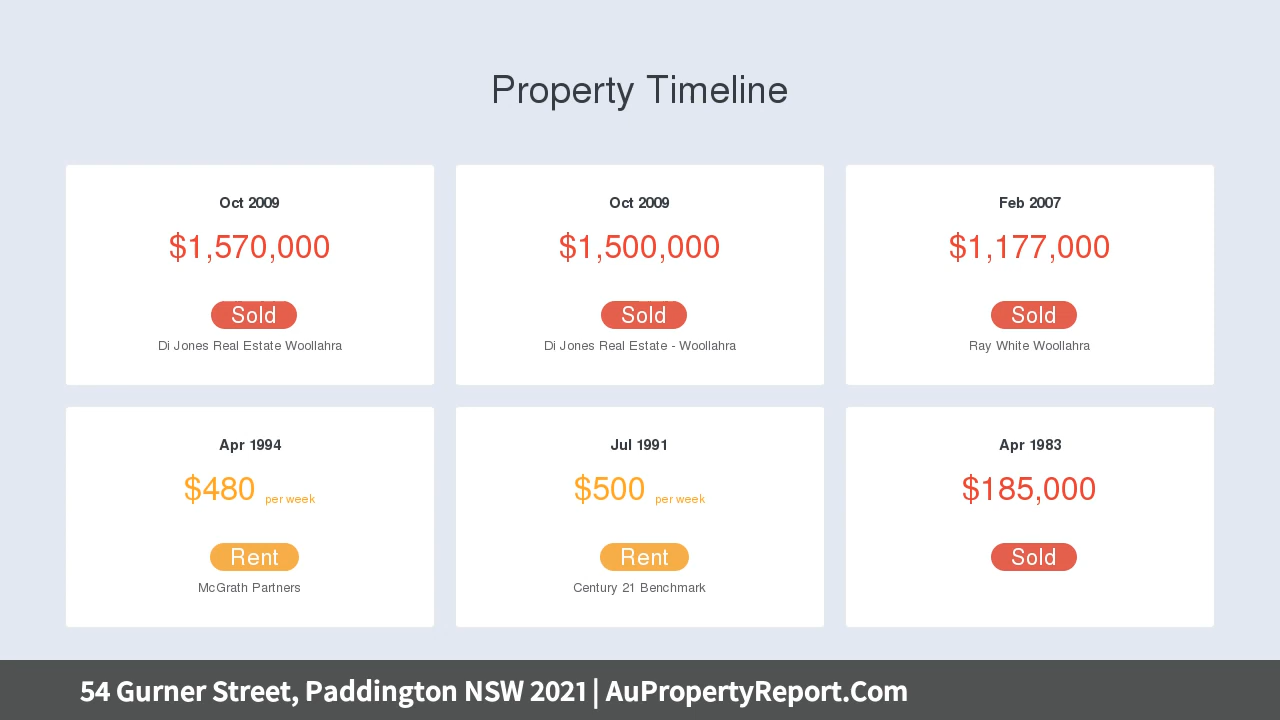 Property Timeline
Oct 2009
$1,570,000
Sold
Di Jones Real Estate Woollahra
Oct 2009
$1,500,000
Sold
Di Jones Real Estate - Woollahra
Feb 2007
$1,177,000
Sold
Ray White Woollahra
Apr 1994
$480 per week
Rent
McGrath Partners
Jul 1991
$500 per week
Rent
Century 21 Benchmark
Apr 1983
$185,000
Sold
54 Gurner Street, Paddington NSW 2021 | AuPropertyReport.Com